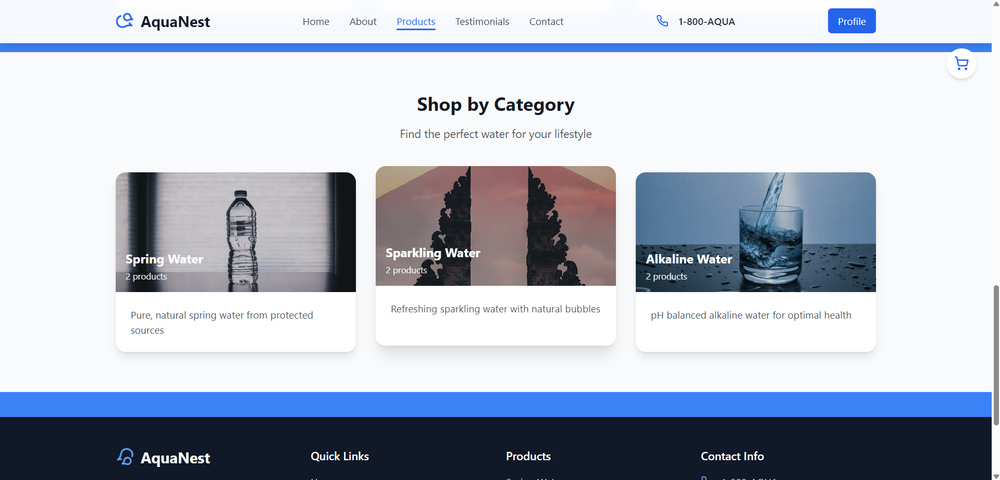 AquaNest
Home
About
Products
Testimonials
Contact
1-800-AQUA
Profile
Shop by Category
Find the perfect water for your lifestyle
Spring Water
2 products
Pure, natural spring water from protected
sources
Sparkling Water
2 products
Refreshing sparkling water with natural bubbles
Alkaline Water
2 products
pH balanced alkaline water for optimal health
AquaNest
Quick Links
Products
Contact Info